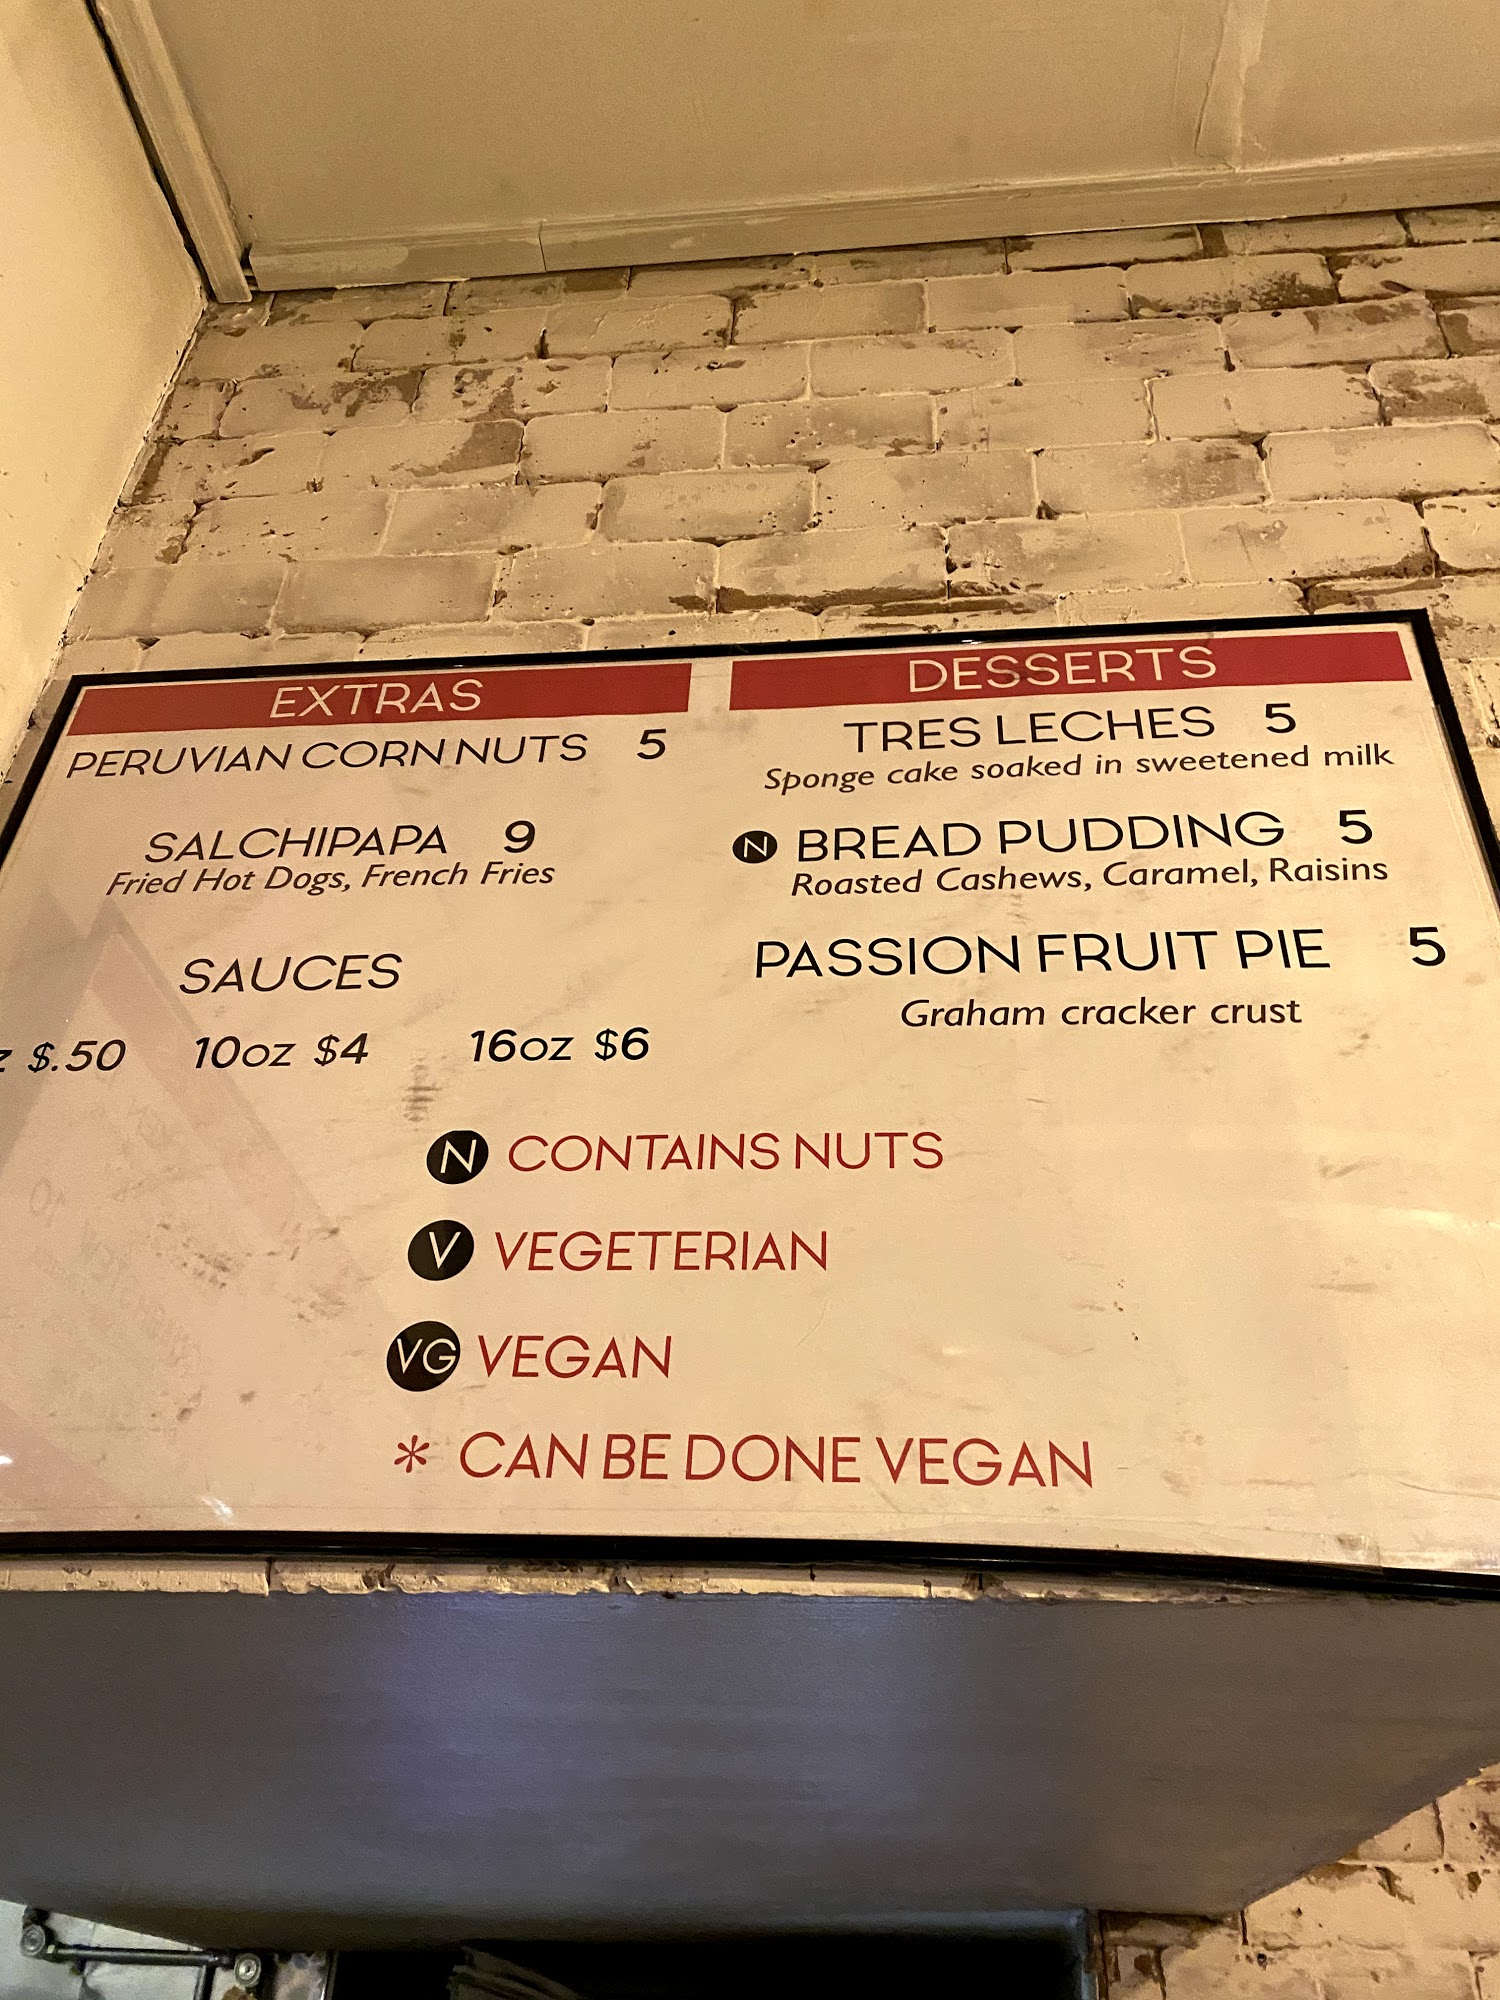 EXTRAS
PERUVIAN CORN NUTS 5
SALCHIPAPA 9
Fried Hot Dogs, French Fries
SAUCES
$.50 10oz $4 16oz $6
DESSERTS
TRES LECHES 5
Sponge cake soaked in sweetened milk
N BREAD PUDDING 5
Roasted Cashews, Caramel, Raisins
PASSION FRUIT PIE 5
Graham cracker crust
N CONTAINS NUTS
V VEGETERIAN
VG VEGAN
* CAN BE DONE VEGAN